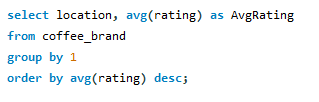 select location, avg(rating) as AvgRating
from coffee_brand
group by 1
order by avg(rating) desc;